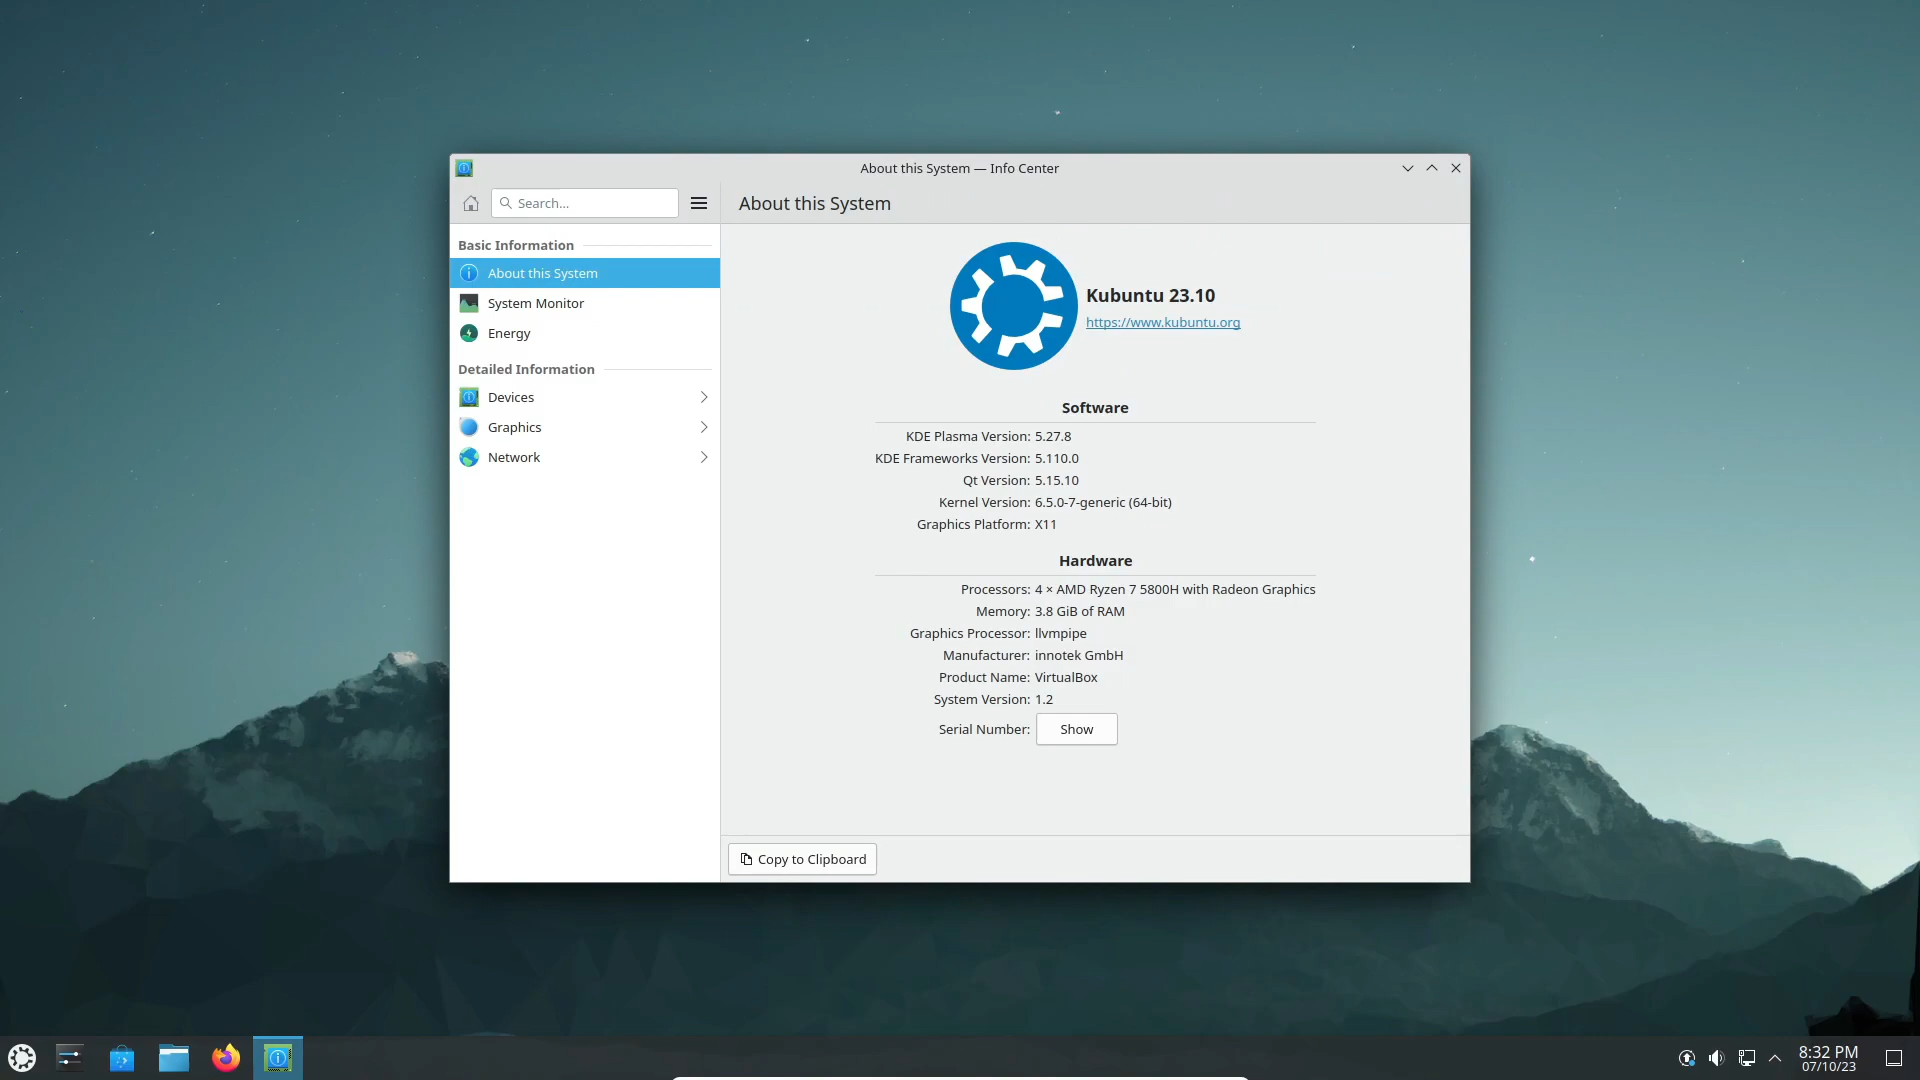 About this System — Info Center
Search...
About this System
Basic Information
About this System
System Monitor
Energy
Detailed Information
Devices
Graphics
Network
Kubuntu 23.10
https://www.kubuntu.org
Software
KDE Plasma Version: 5.27.8
KDE Frameworks Version: 5.110.0
Qt Version: 5.15.10
Kernel Version: 6.5.0-7-generic (64-bit)
Graphics Platform: X11
Hardware
Processors: 4 × AMD Ryzen 7 5800H with Radeon Graphics
Memory: 3.8 GiB of RAM
Graphics Processor: llvmpipe
Manufacturer: innotek GmbH
Product Name: VirtualBox
System Version: 1.2
Serial Number: Show
Copy to Clipboard
8:32 PM
07/10/23